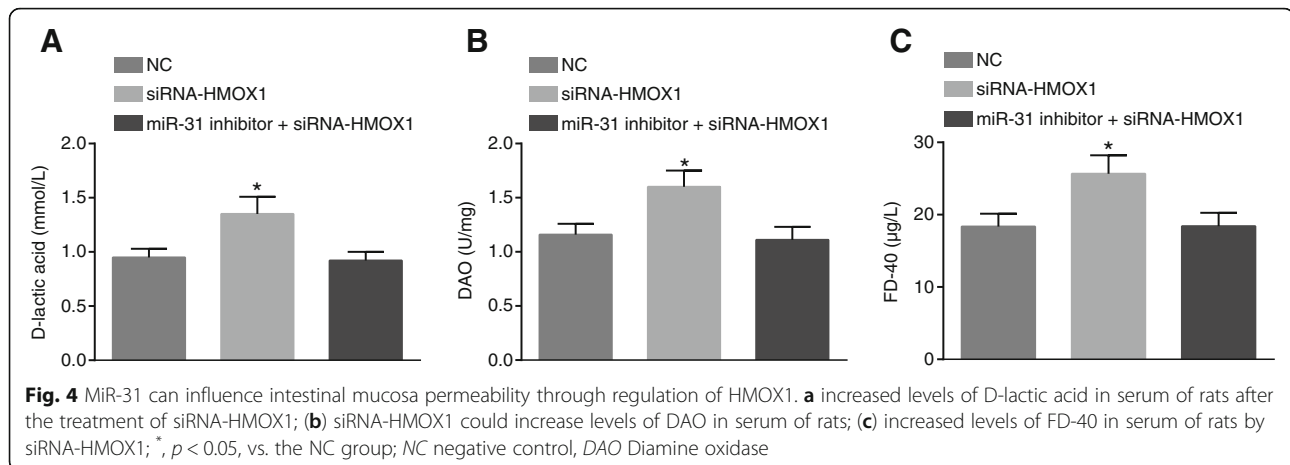 A
NC
siRNA-HMOX1
miR-31 inhibitor + siRNA-HMOX1
2.0
1.5
1.0
0.5
0.0
D-lactic acid (mmol/L)
*
B
NC
siRNA-HMOX1
miR-31 inhibitor + siRNA-HMOX1
2.0
1.5
1.0
0.5
0.0
DAO (U/mg)
*
C
NC
siRNA-HMOX1
miR-31 inhibitor + siRNA-HMOX1
30
20
10
0
FD-40 (μg/L)
*
Fig. 4 MiR-31 can influence intestinal mucosa permeability through regulation of HMOX1. a increased levels of D-lactic acid in serum of rats after
the treatment of siRNA-HMOX1; (b) siRNA-HMOX1 could increase levels of DAO in serum of rats; (c) increased levels of FD-40 in serum of rats by
siRNA-HMOX1; *, p < 0.05, vs. the NC group; NC negative control, DAO Diamine oxidase